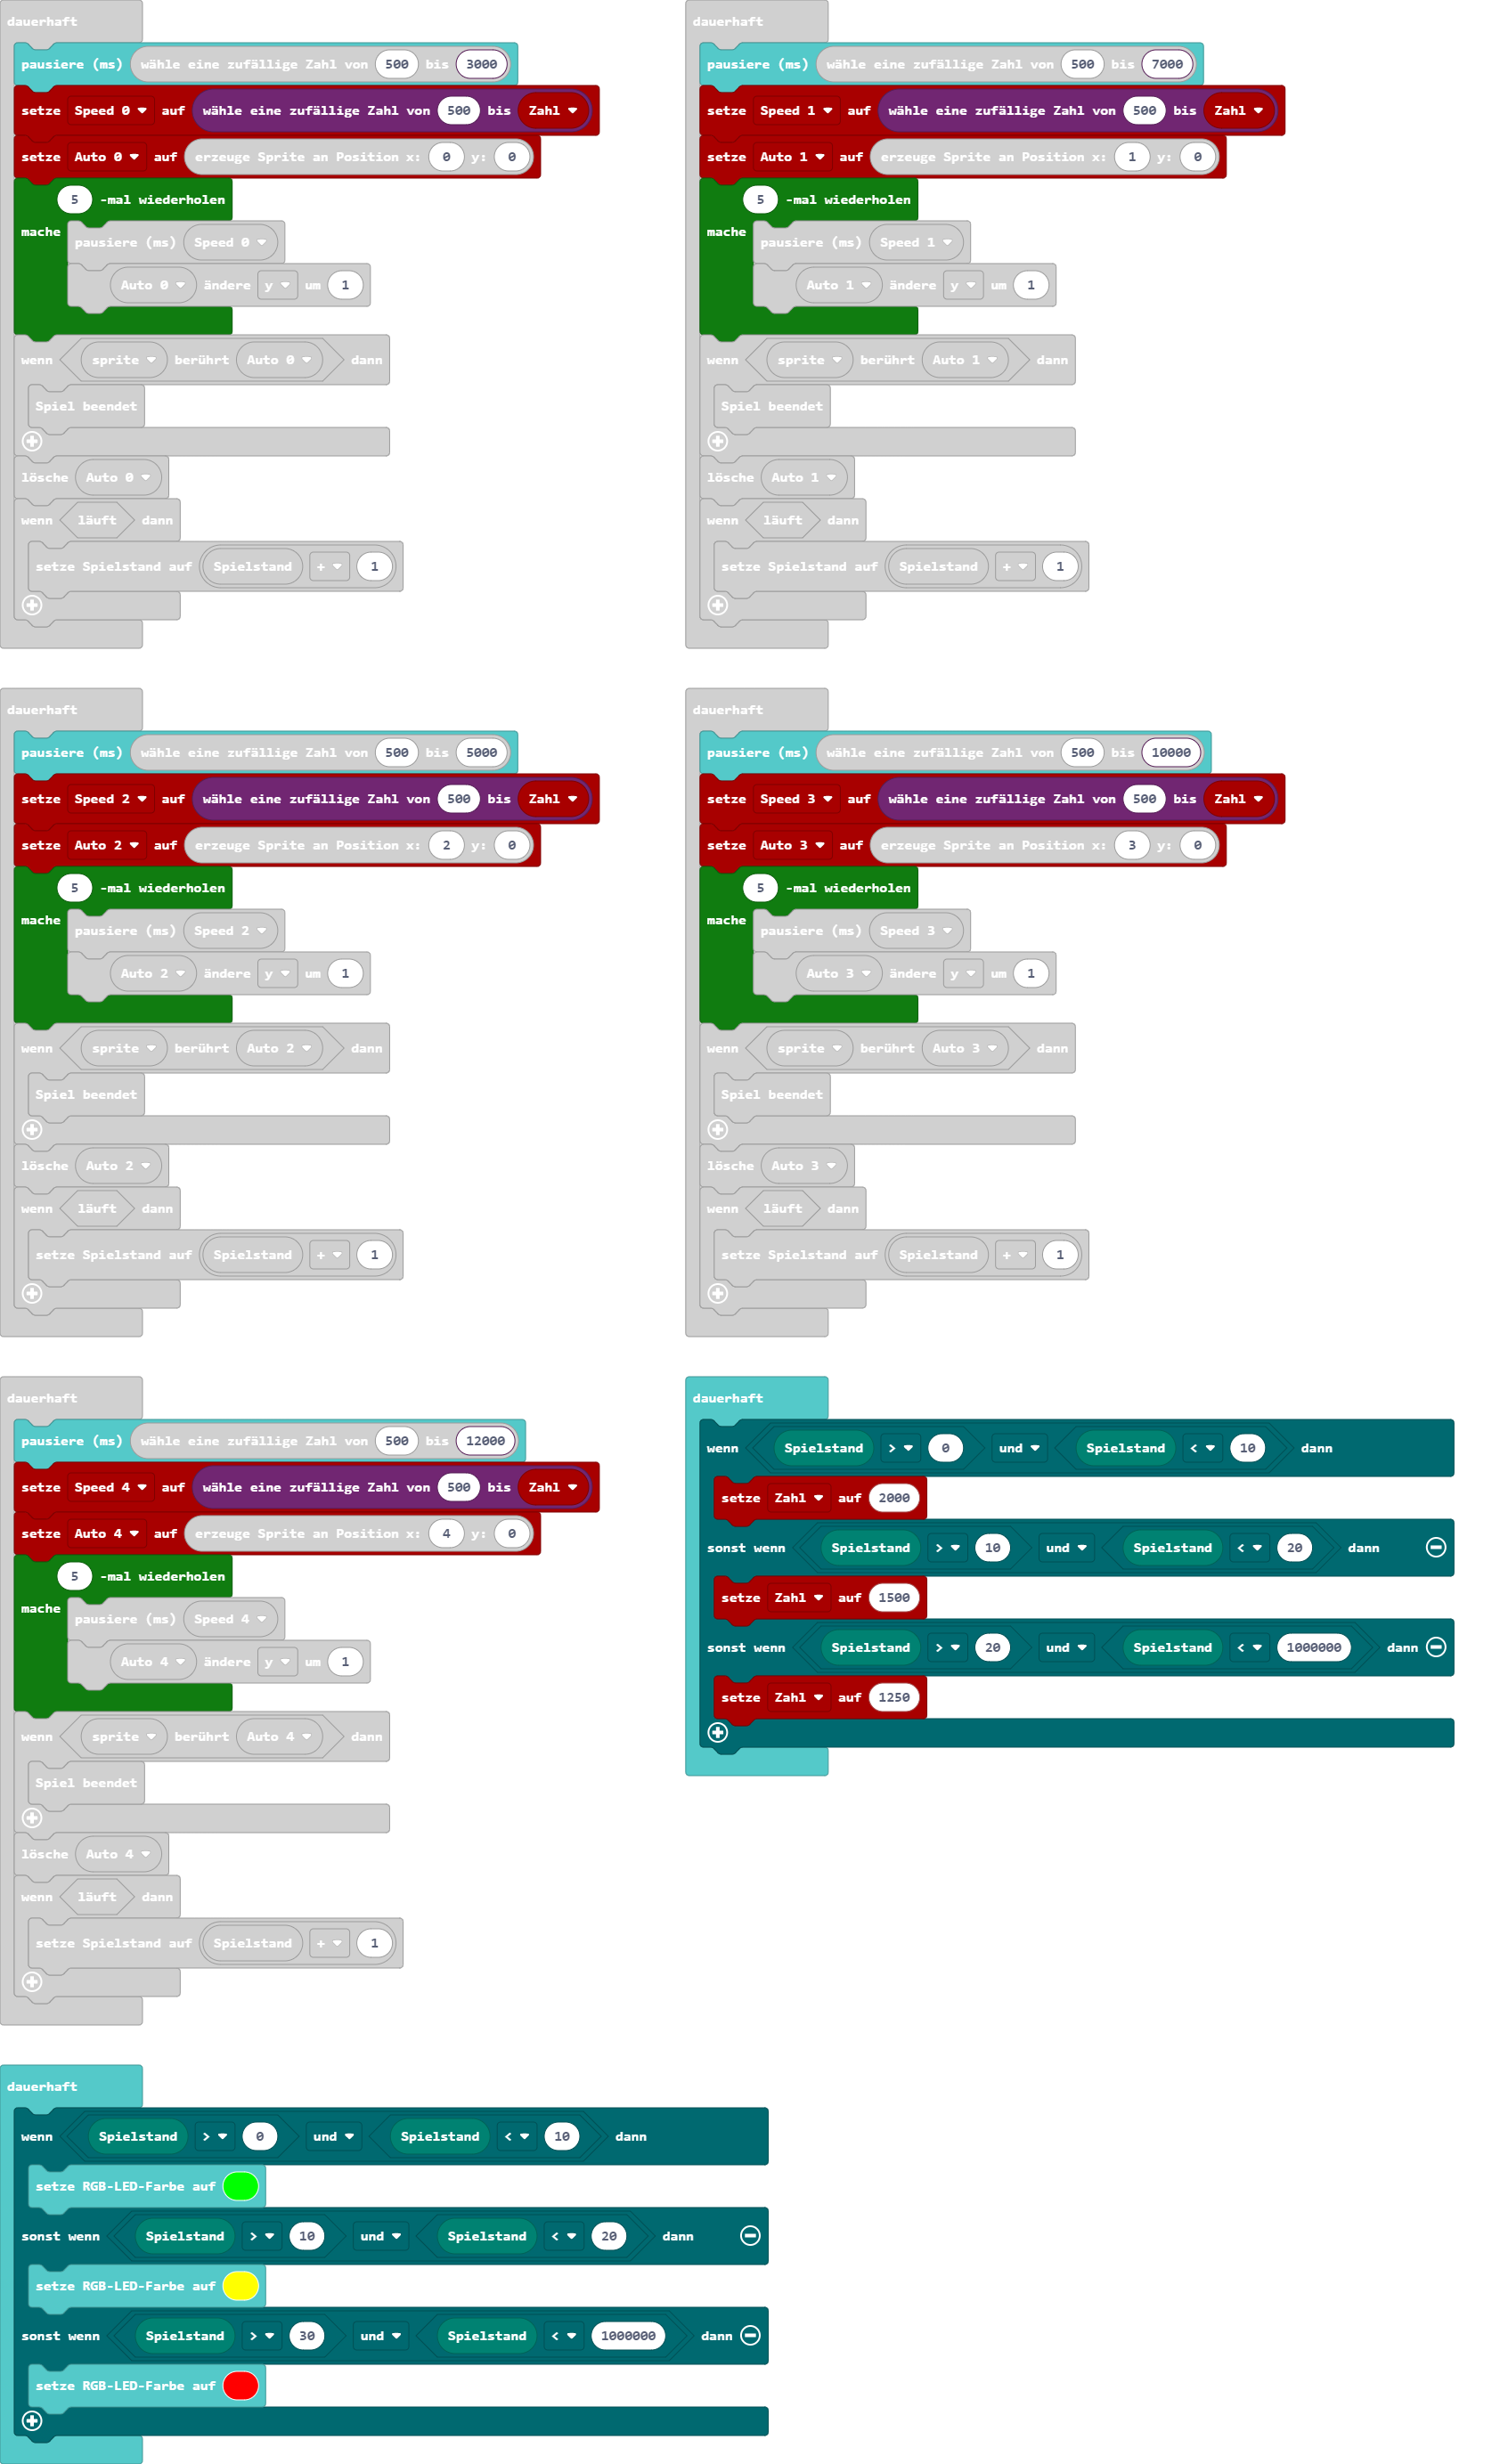 dauerhaft
pausiere (ms) wähle eine zufällige Zahl von 500 bis 3000
setze Speed 0 auf wähle eine zufällige Zahl von 500 bis Zahl
setze Auto 0 auf erzeuge Sprite an Position x: 0 y: 0
5 -mal wiederholen
mache
pausiere (ms) Speed 0
Auto 0 ändere y um 1
wenn sprite berührt Auto 0 dann
Spiel beendet
lösche Auto 0
wenn läuft dann
setze Spielstand auf Spielstand + 1
dauerhaft
pausiere (ms) wähle eine zufällige Zahl von 500 bis 7000
setze Speed 1 auf wähle eine zufällige Zahl von 500 bis Zahl
setze Auto 1 auf erzeuge Sprite an Position x: 1 y: 0
5 -mal wiederholen
mache
pausiere (ms) Speed 1
Auto 1 ändere y um 1
wenn sprite berührt Auto 1 dann
Spiel beendet
lösche Auto 1
wenn läuft dann
setze Spielstand auf Spielstand + 1
dauerhaft
pausiere (ms) wähle eine zufällige Zahl von 500 bis 5000
setze Speed 2 auf wähle eine zufällige Zahl von 500 bis Zahl
setze Auto 2 auf erzeuge Sprite an Position x: 2 y: 0
5 -mal wiederholen
mache
pausiere (ms) Speed 2
Auto 2 ändere y um 1
wenn sprite berührt Auto 2 dann
Spiel beendet
lösche Auto 2
wenn läuft dann
setze Spielstand auf Spielstand + 1
dauerhaft
pausiere (ms) wähle eine zufällige Zahl von 500 bis 10000
setze Speed 3 auf wähle eine zufällige Zahl von 500 bis Zahl
setze Auto 3 auf erzeuge Sprite an Position x: 3 y: 0
5 -mal wiederholen
mache
pausiere (ms) Speed 3
Auto 3 ändere y um 1
wenn sprite berührt Auto 3 dann
Spiel beendet
lösche Auto 3
wenn läuft dann
setze Spielstand auf Spielstand + 1
dauerhaft
pausiere (ms) wähle eine zufällige Zahl von 500 bis 12000
setze Speed 4 auf wähle eine zufällige Zahl von 500 bis Zahl
setze Auto 4 auf erzeuge Sprite an Position x: 4 y: 0
5 -mal wiederholen
mache
pausiere (ms) Speed 4
Auto 4 ändere y um 1
wenn sprite berührt Auto 4 dann
Spiel beendet
lösche Auto 4
wenn läuft dann
setze Spielstand auf Spielstand + 1
dauerhaft
wenn Spielstand > 0 und Spielstand < 10 dann
setze Zahl auf 2000
sonst wenn Spielstand > 10 und Spielstand < 20 dann
setze Zahl auf 1500
sonst wenn Spielstand > 20 und Spielstand < 1000000 dann
setze Zahl auf 1250
dauerhaft
wenn Spielstand > 0 und Spielstand < 10 dann
setze RGB-LED-Farbe auf
sonst wenn Spielstand > 10 und Spielstand < 20 dann
setze RGB-LED-Farbe auf
sonst wenn Spielstand > 30 und Spielstand < 1000000 dann
setze RGB-LED-Farbe auf